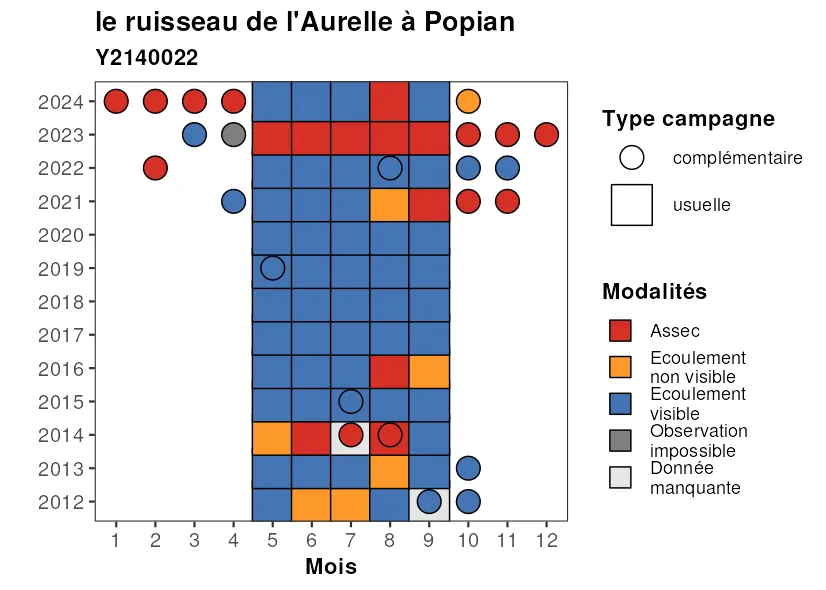 le ruisseau de l'Aurelle à Popian
Y2140022
2024
2023
2022
2021
2020
2019
2018
2017
2016
2015
2014
2013
2012
1 2 3 4 5 6 7 8 9 10 11 12
Mois
Type campagne
complémentaire
usuelle
Modalités
Assec
Ecoulement
non visible
Ecoulement
visible
Observation
impossible
Donnée
manquante